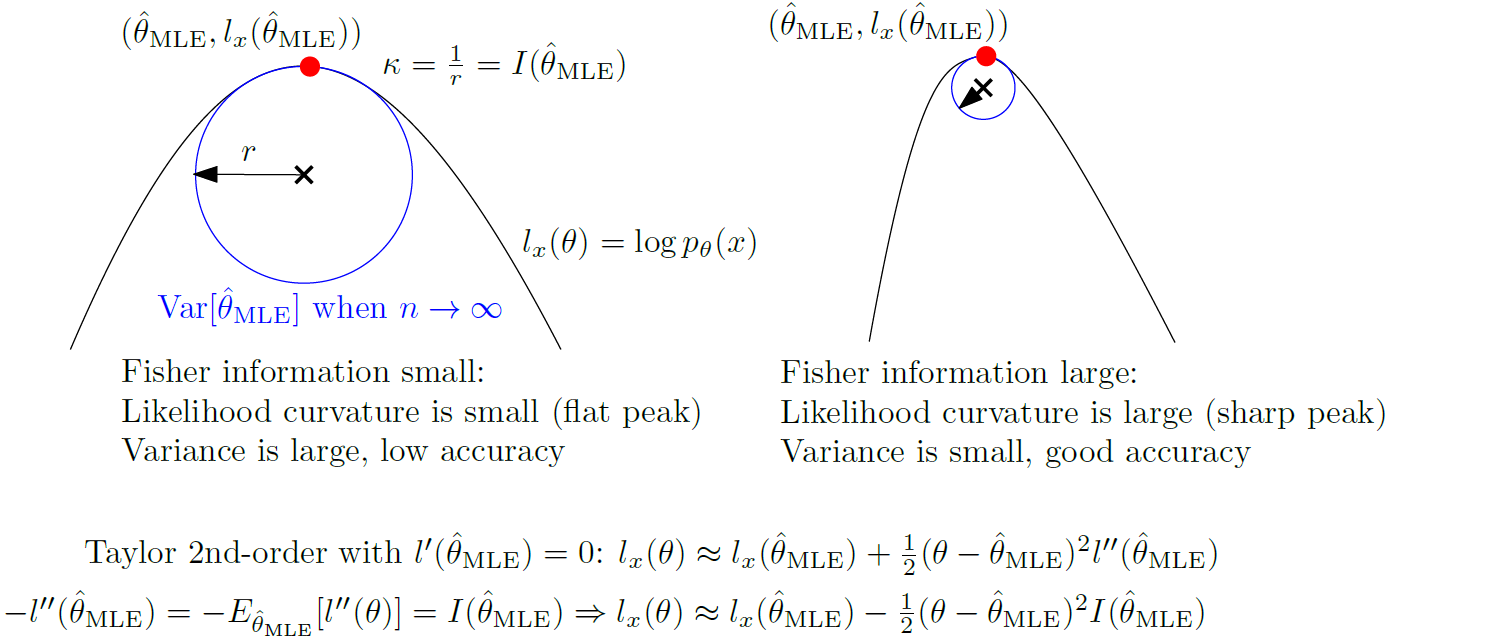 (θ̂_MLE, l_x(θ̂_MLE))
κ = 1/r = I(θ̂_MLE)
r
l_x(θ) = log p_θ(x)
Var[θ̂_MLE] when n → ∞
Fisher information small:
Likelihood curvature is small (flat peak)
Variance is large, low accuracy
(θ̂_MLE, l_x(θ̂_MLE))
Fisher information large:
Likelihood curvature is large (sharp peak)
Variance is small, good accuracy
Taylor 2nd-order with l′(θ̂_MLE) = 0: l_x(θ) ≈ l_x(θ̂_MLE) + 1/2(θ − θ̂_MLE)²l″(θ̂_MLE)
−l″(θ̂_MLE) = −E_θ̂_MLE[l″(θ)] = I(θ̂_MLE) ⇒ l_x(θ) ≈ l_x(θ̂_MLE) − 1/2(θ − θ̂_MLE)²I(θ̂_MLE)